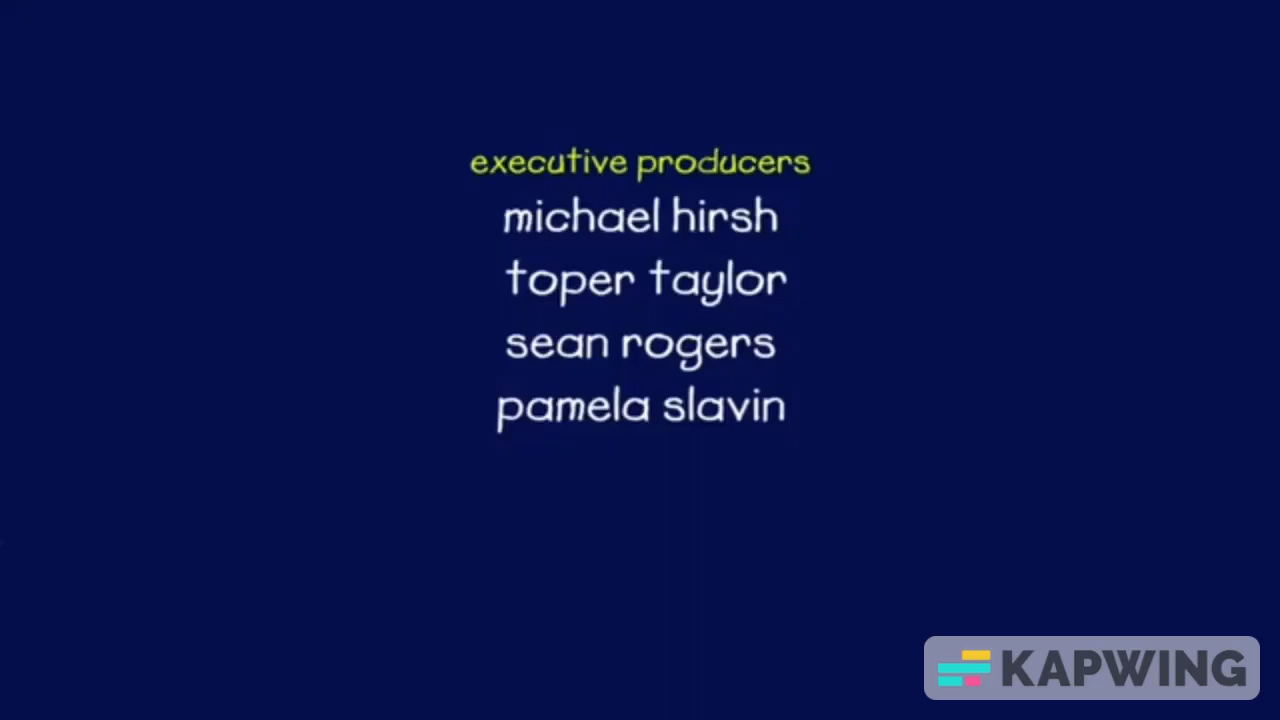 executive producers
michael hirsh
toper taylor
sean rogers
pamela slavin
KAPWING